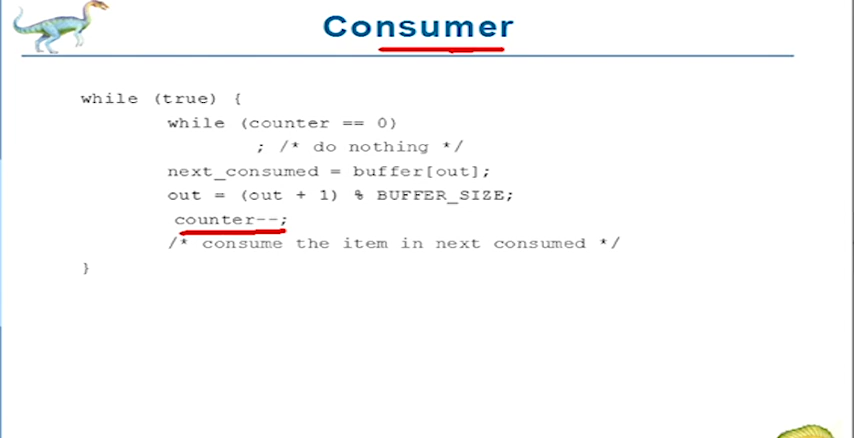 Consumer
while (true) {
while (counter == 0)
; /* do nothing */
next_consumed = buffer[out];
out = (out + 1) % BUFFER_SIZE;
counter--;
/* consume the item in next consumed */
}